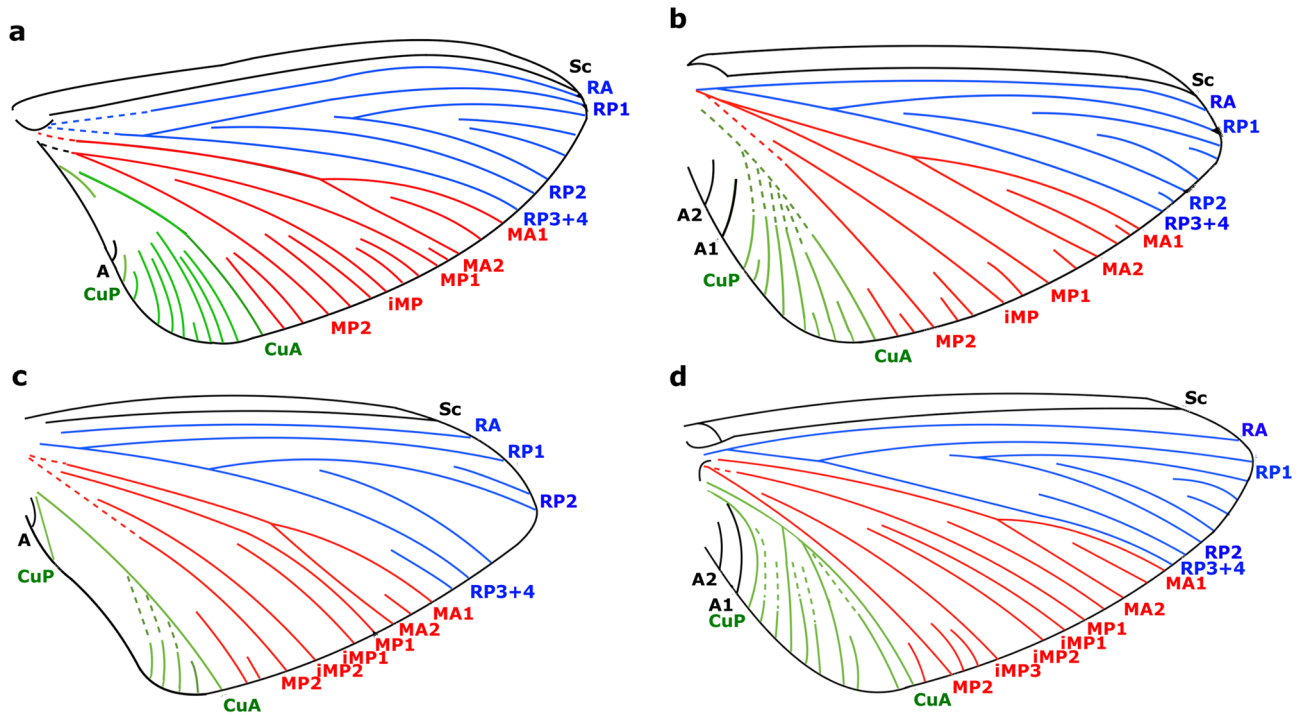 a
Sc
RA
RP1
RP2
RP3+4
MA1
MA2
MP1
iMP
MP2
CuA
CuP
A
b
Sc
RA
RP1
RP2
RP3+4
MA1
MA2
MP1
iMP
MP2
CuA
CuP
A1
A2
c
Sc
RA
RP1
RP2
RP3+4
MA1
MA2
MP1
iMP1
iMP2
MP2
CuA
CuP
A
d
Sc
RA
RP1
RP2
RP3+4
MA1
MA2
MP1
iMP1
iMP2
iMP3
MP2
CuA
CuP
A1
A2